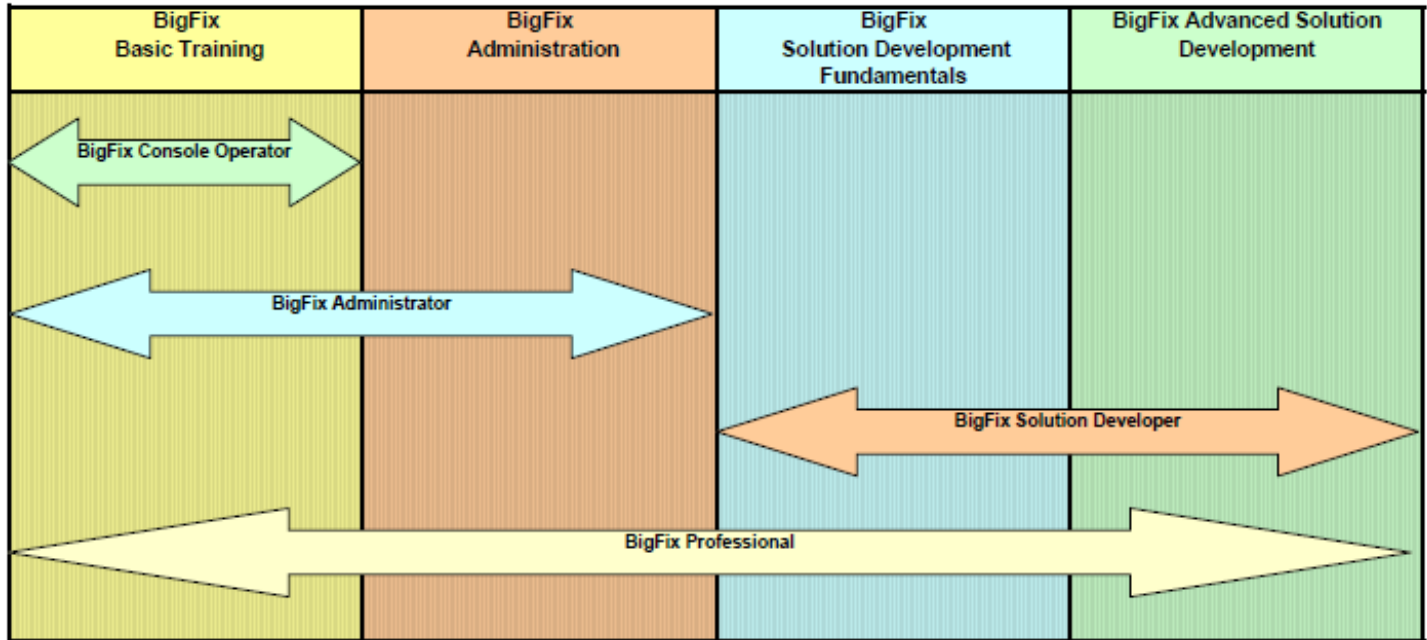 BigFix
Basic Training
BigFix
Administration
BigFix
Solution Development
Fundamentals
BigFix Advanced Solution
Development
BigFix Console Operator
BigFix Administrator
BigFix Solution Developer
BigFix Professional